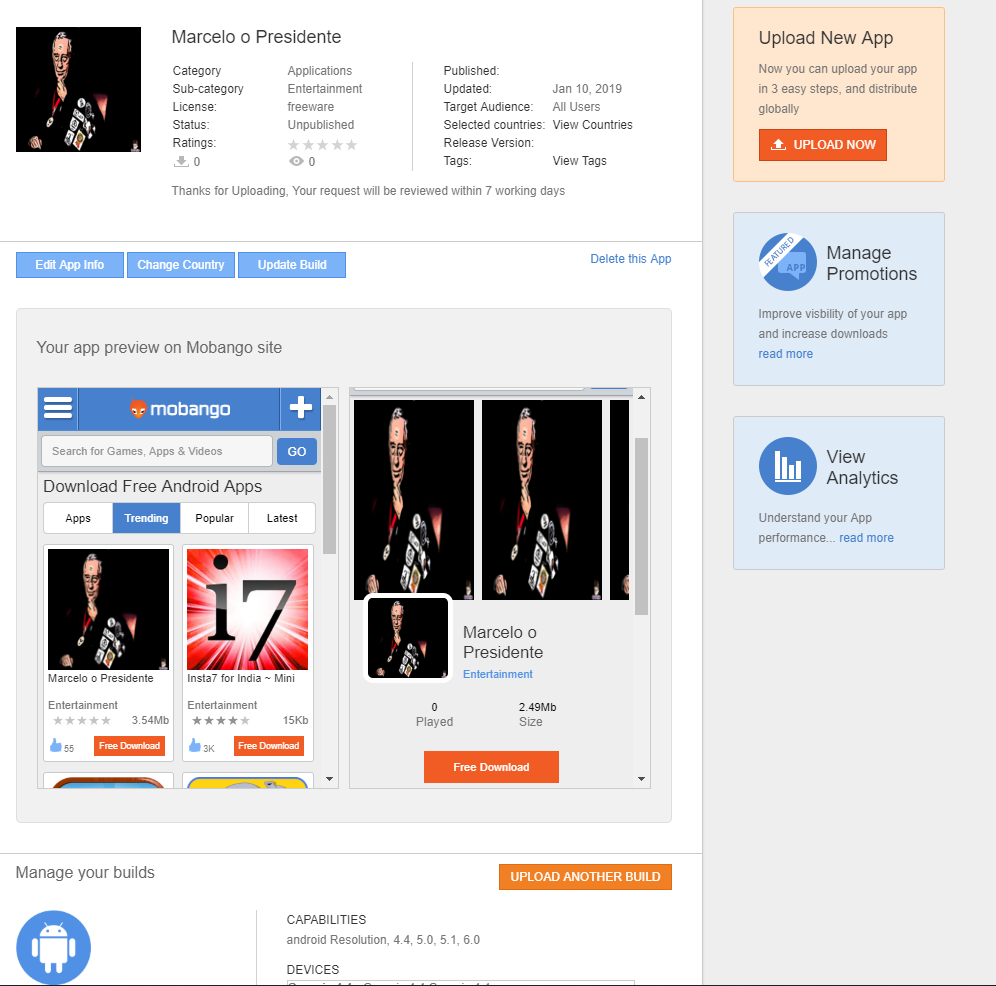 Marcelo o Presidente
Category Applications
Sub-category Entertainment
License: freeware
Status: Unpublished
Ratings:
0 0
Published:
Updated: Jan 10, 2019
Target Audience: All Users
Selected countries: View Countries
Release Version:
Tags: View Tags
Thanks for Uploading, Your request will be reviewed within 7 working days
Edit App Info Change Country Update Build Delete this App
Your app preview on Mobango site
mobango
Search for Games, Apps & Videos GO
Download Free Android Apps
Apps Trending Popular Latest
i7
Marcelo o Presidente
Entertainment
3.54Mb
55 Free Download
Insta7 for India ~ Mini
Entertainment
15Kb
3K Free Download
Marcelo o
Presidente
Entertainment
0 2.49Mb
Played Size
Free Download
Manage your builds UPLOAD ANOTHER BUILD
CAPABILITIES
android Resolution, 4.4, 5.0, 5.1, 6.0
DEVICES
Upload New App
Now you can upload your app
in 3 easy steps, and distribute
globally
UPLOAD NOW
FEATURED
APP
Manage
Promotions
Improve visbility of your app
and increase downloads
read more
View
Analytics
Understand your App
performance... read more